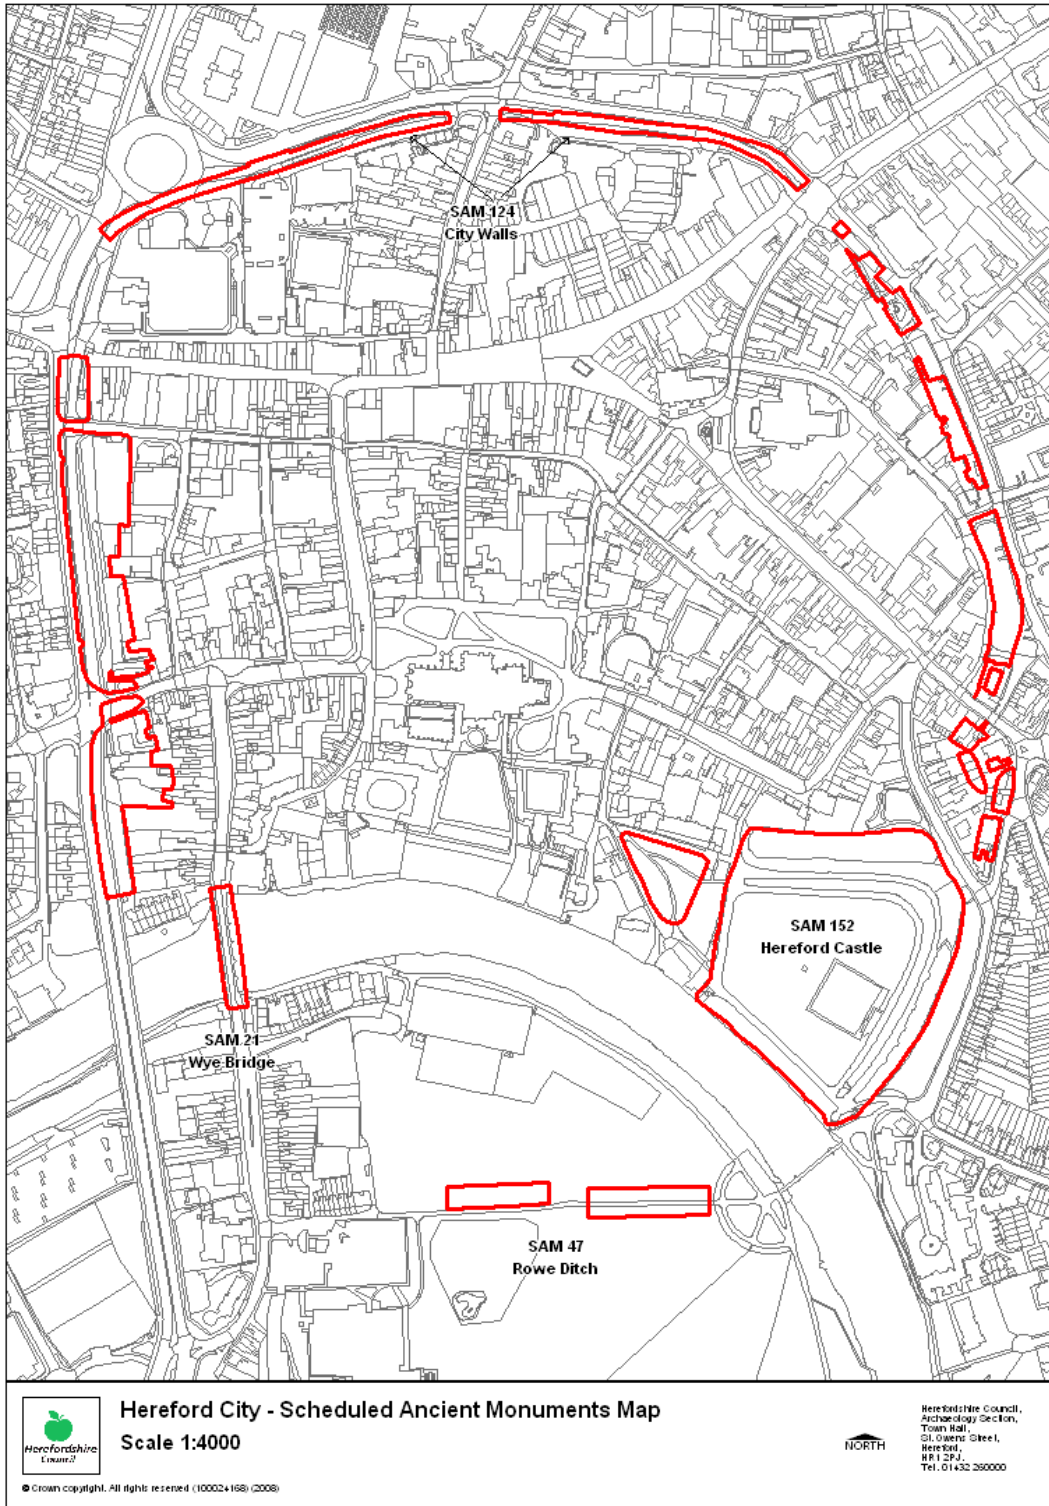 SAM 124
City Walls
SAM 152
Hereford Castle
SAM 21
Wye Bridge
SAM 47
Rowe Ditch
Herefordshire
Council
Hereford City - Scheduled Ancient Monuments Map
Scale 1:4000
© Crown copyright. All rights reserved (100024168) (2008)
NORTH
Herefordshire Council,
Archaeology Section,
Town Hall,
St. Owens Street,
Hereford,
HR1 2PJ.
Tel. 01432 260000